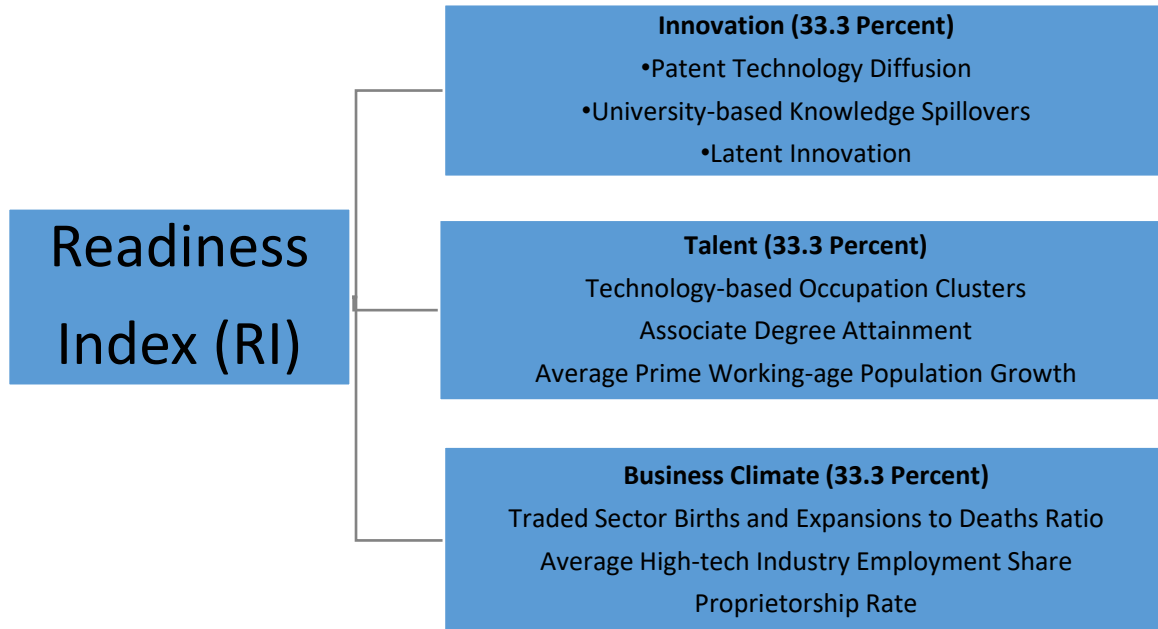 Readiness
Index (RI)
Innovation (33.3 Percent)
•Patent Technology Diffusion
•University-based Knowledge Spillovers
•Latent Innovation
Talent (33.3 Percent)
Technology-based Occupation Clusters
Associate Degree Attainment
Average Prime Working-age Population Growth
Business Climate (33.3 Percent)
Traded Sector Births and Expansions to Deaths Ratio
Average High-tech Industry Employment Share
Proprietorship Rate